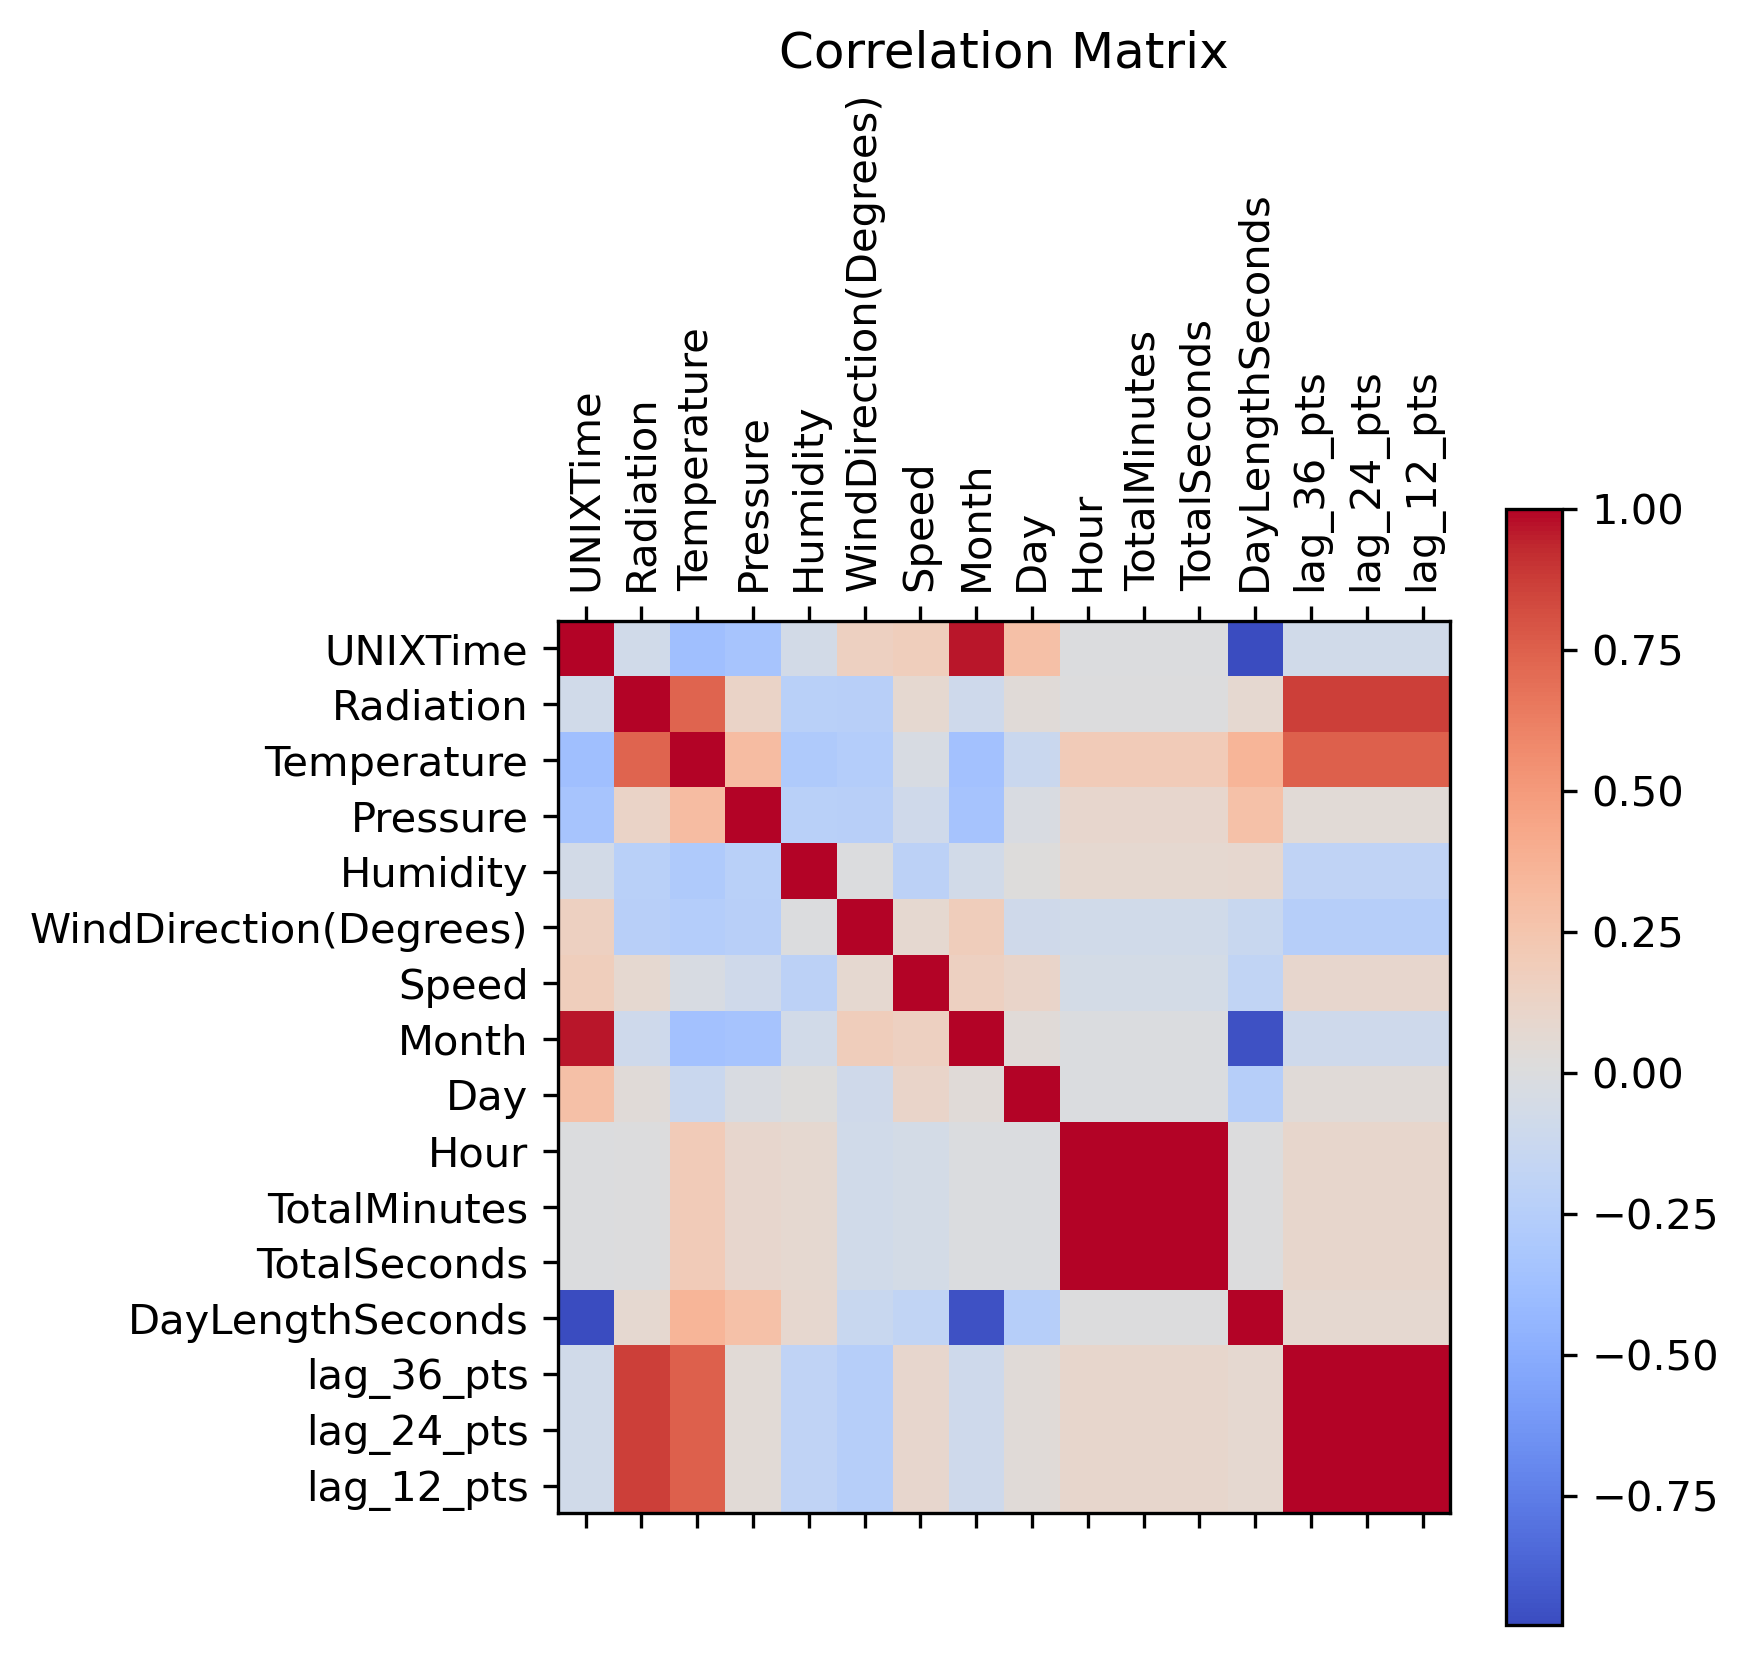 Correlation Matrix
UNIXTime
Radiation
Temperature
Pressure
Humidity
WindDirection(Degrees)
Speed
Month
Day
Hour
TotalMinutes
TotalSeconds
DayLengthSeconds
lag_36_pts
lag_24_pts
lag_12_pts
UNIXTime
Radiation
Temperature
Pressure
Humidity
WindDirection(Degrees)
Speed
Month
Day
Hour
TotalMinutes
TotalSeconds
DayLengthSeconds
lag_36_pts
lag_24_pts
lag_12_pts
1.00
0.75
0.50
0.25
0.00
−0.25
−0.50
−0.75